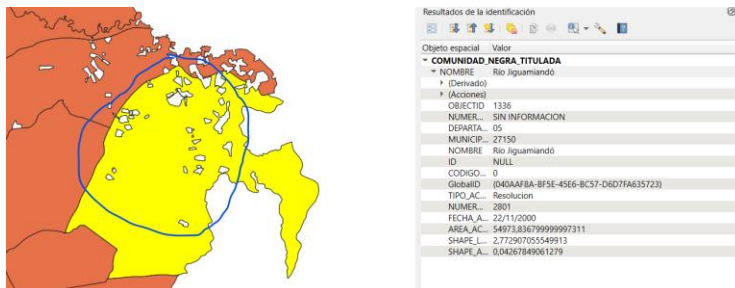 Resultados de la identificación
Objeto espacial Valor
COMUNIDAD_NEGRA_TITULADA
NOMBRE Río Jiguamiandó
(Derivado)
(Acciones)
OBJECTID 1336
NUMER... SIN INFORMACION
DEPARTA... 05
MUNICIP... 27150
NOMBRE Río Jiguamiandó
ID NULL
CODIGO... 0
GlobalID {040AAFBA-BF5E-45E6-BC57-D6D7FA635723}
TIPO_AC... Resolucion
NUMER... 2801
FECHA_A... 22/11/2000
AREA_AC... 54973,836799999997311
SHAPE_L... 2,772907055549913
SHAPE_A... 0,04267849061279